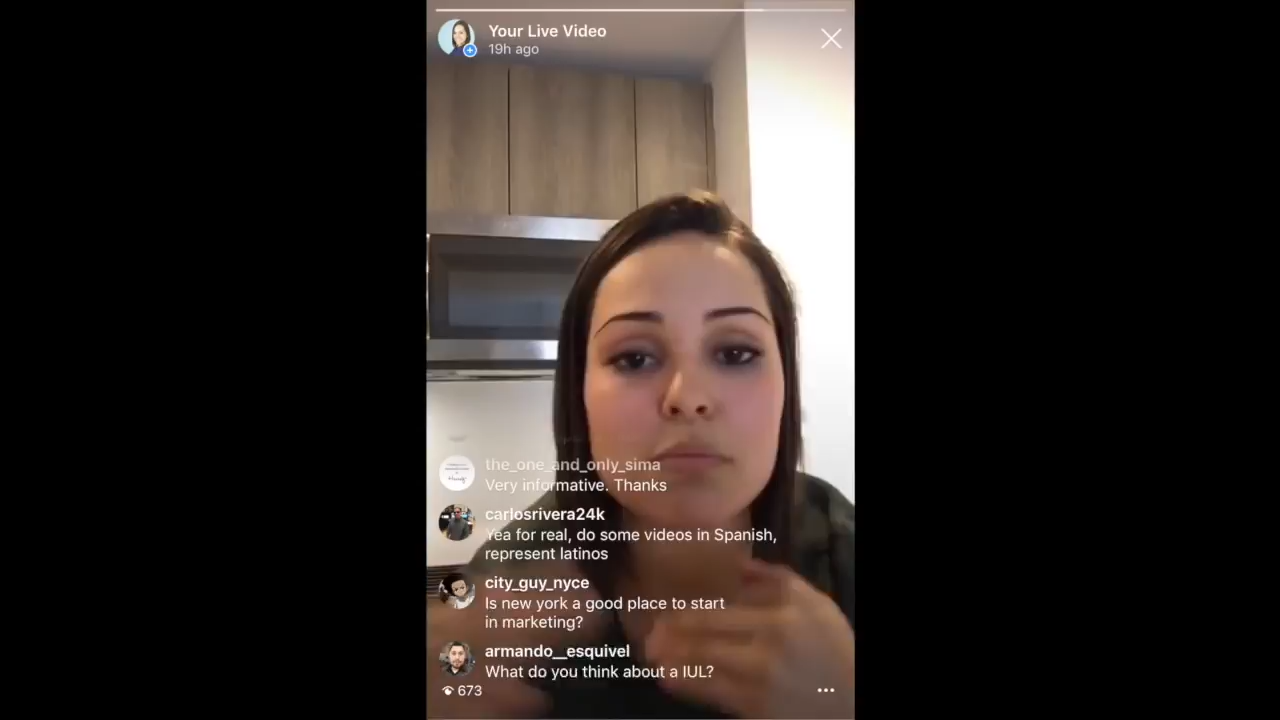 Your Live Video
19h ago
the_one_and_only_sima
Very informative. Thanks
carlosrivera24k
Yea for real, do some videos in Spanish,
represent latinos
city_guy_nyce
Is new york a good place to start
in marketing?
armando__esquivel
What do you think about a IUL?
673